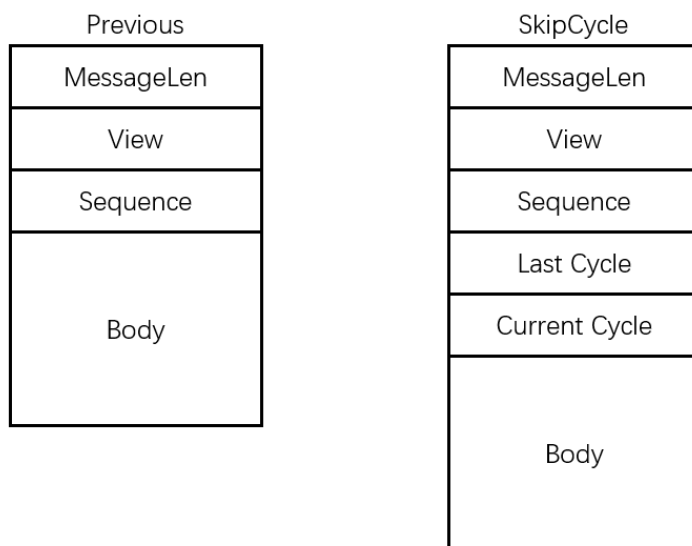 Previous
MessageLen
View
Sequence
Body
SkipCycle
MessageLen
View
Sequence
Last Cycle
Current Cycle
Body